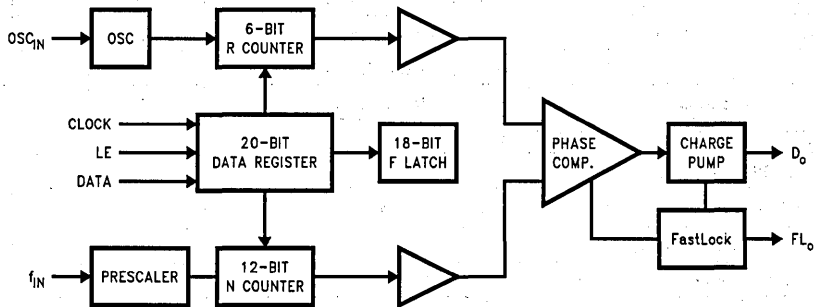 OSC_IN
OSC
6-BIT
R COUNTER
CLOCK
LE
DATA
20-BIT
DATA REGISTER
18-BIT
F LATCH
PHASE
COMP.
CHARGE
PUMP
D_o
FastLock
FL_o
f_IN
PRESCALER
12-BIT
N COUNTER